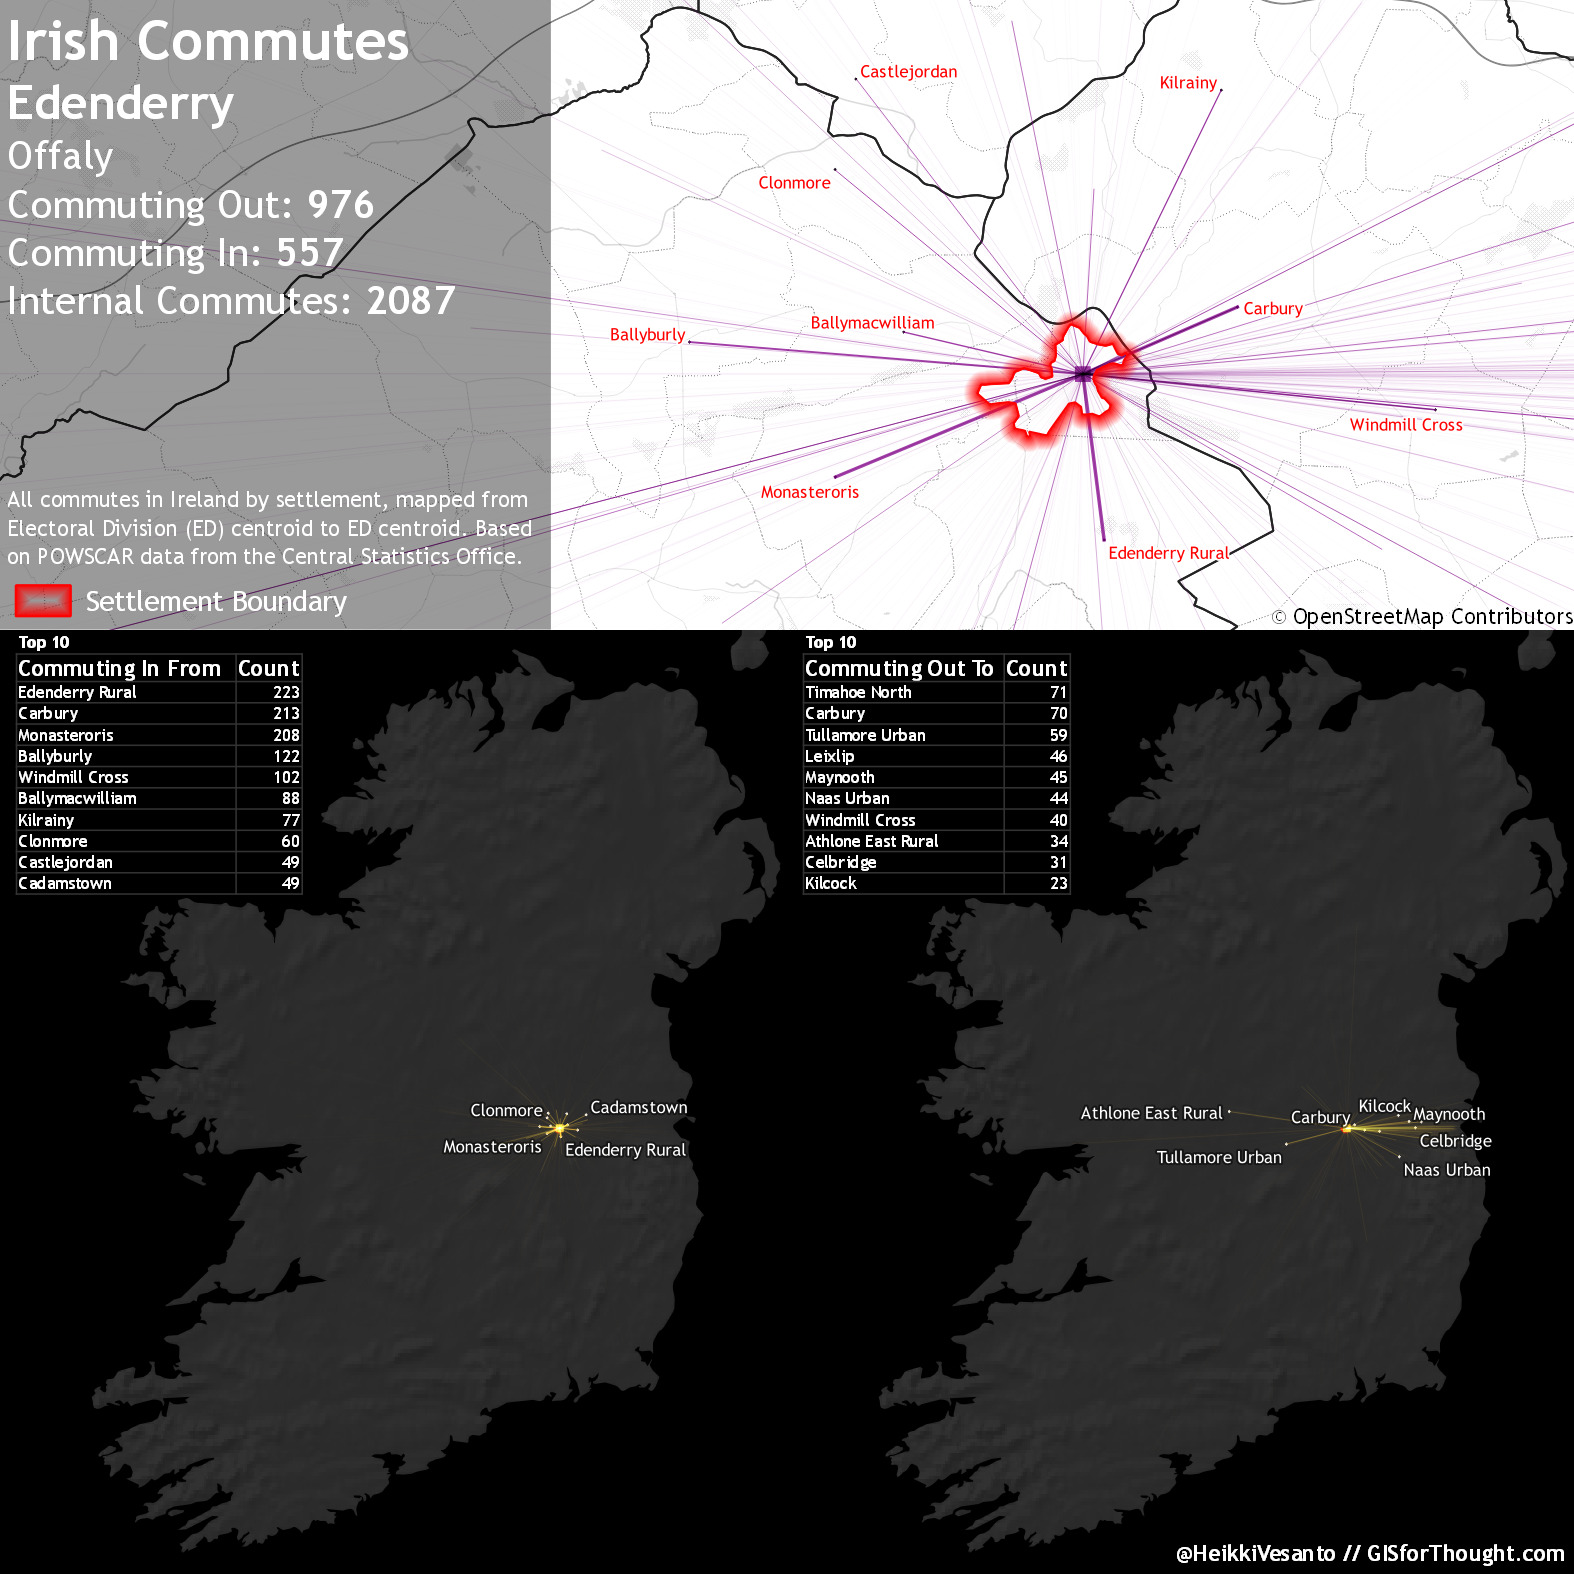 Irish Commutes
Edenderry
Offaly
Commuting Out: 976
Commuting In: 557
Internal Commutes: 2087
All commutes in Ireland by settlement, mapped from
Electoral Division (ED) centroid to ED centroid. Based
on POWSCAR data from the Central Statistics Office.
Settlement Boundary
Castlejordan
Kilrainy
Clonmore
Carbury
Ballymacwilliam
Ballyburly
Windmill Cross
Monasteroris
Edenderry Rural
© OpenStreetMap Contributors
Top 10
Commuting In From Count
Edenderry Rural 223
Carbury 213
Monasteroris 208
Ballyburly 122
Windmill Cross 102
Ballymacwilliam 88
Kilrainy 77
Clonmore 60
Castlejordan 49
Cadamstown 49
Clonmore
Cadamstown
Monasteroris
Edenderry Rural
Top 10
Commuting Out To Count
Timahoe North 71
Carbury 70
Tullamore Urban 59
Leixlip 46
Maynooth 45
Naas Urban 44
Windmill Cross 40
Athlone East Rural 34
Celbridge 31
Kilcock 23
Athlone East Rural
Carbury
Kilcock
Maynooth
Celbridge
Tullamore Urban
Naas Urban
@HeikkiVesanto // GISforThought.com